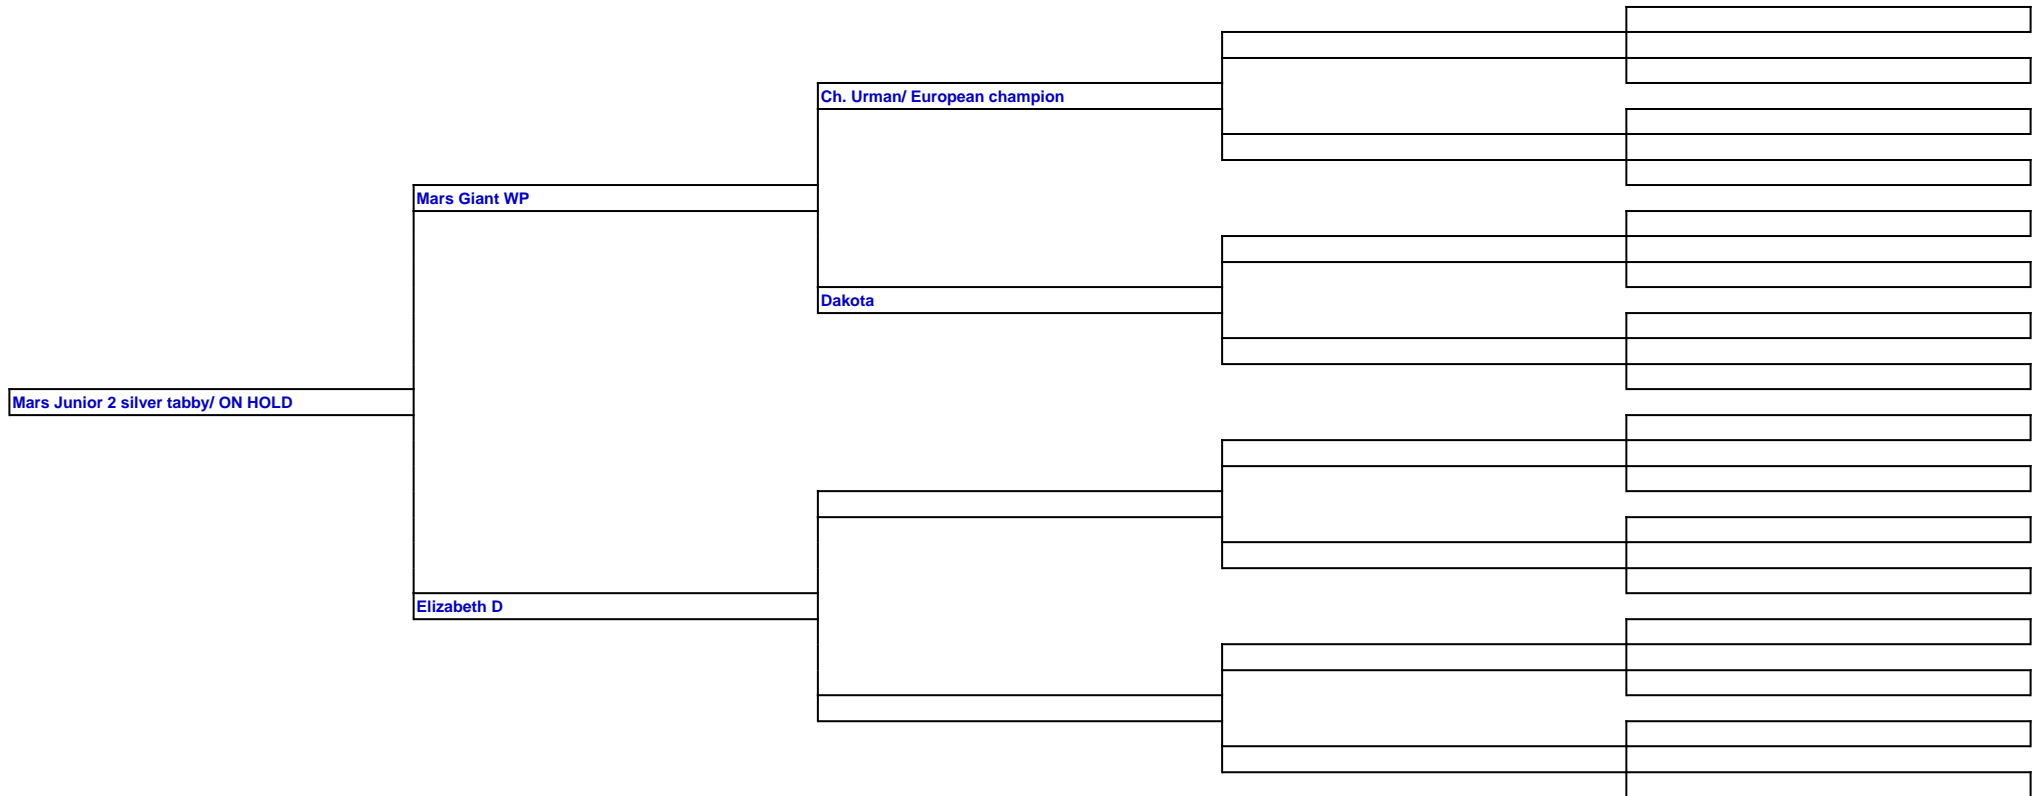 Ch. Urman/ European champion
Mars Giant WP
Dakota
Mars Junior 2 silver tabby/ ON HOLD
Elizabeth D